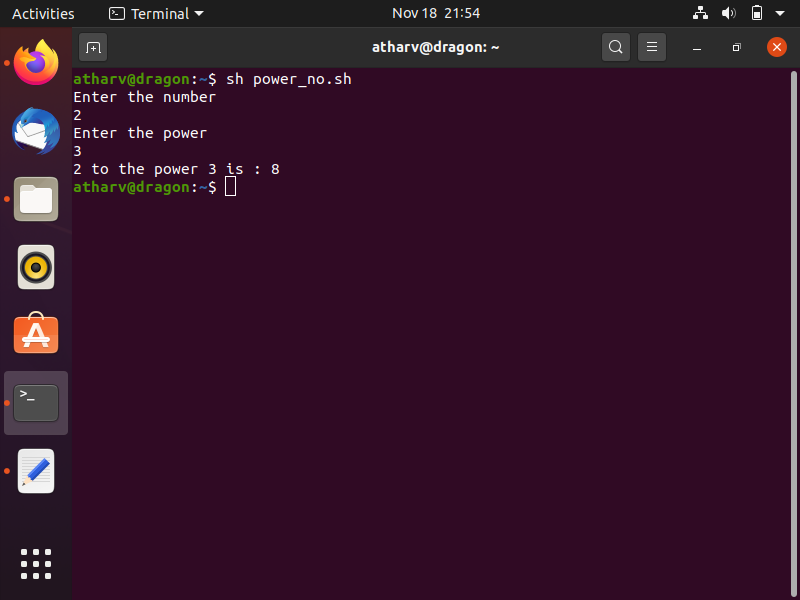 Activities Terminal Nov 18 21:54
atharv@dragon: ~
atharv@dragon:~$ sh power_no.sh
Enter the number
2
Enter the power
3
2 to the power 3 is : 8
atharv@dragon:~$